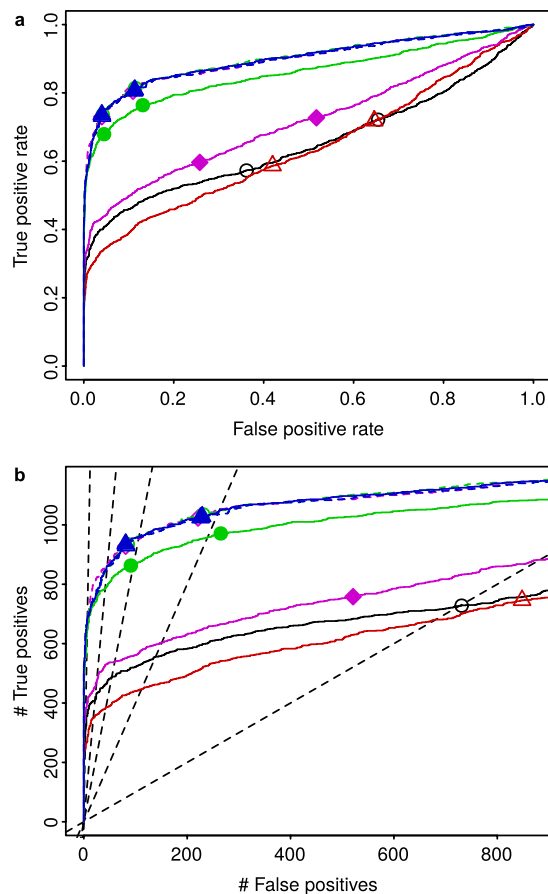 a
1.0
0.8
0.6
0.4
0.2
0.0
True positive rate
0.0 0.2 0.4 0.6 0.8 1.0
False positive rate
b
1000
800
600
400
200
0
# True positives
0 200 400 600 800
# False positives